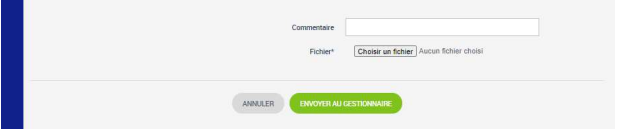 Commentaire
Fichier* Choisir un fichier Aucun fichier choisi
ANNULER ENVOYER AU GESTIONNAIRE